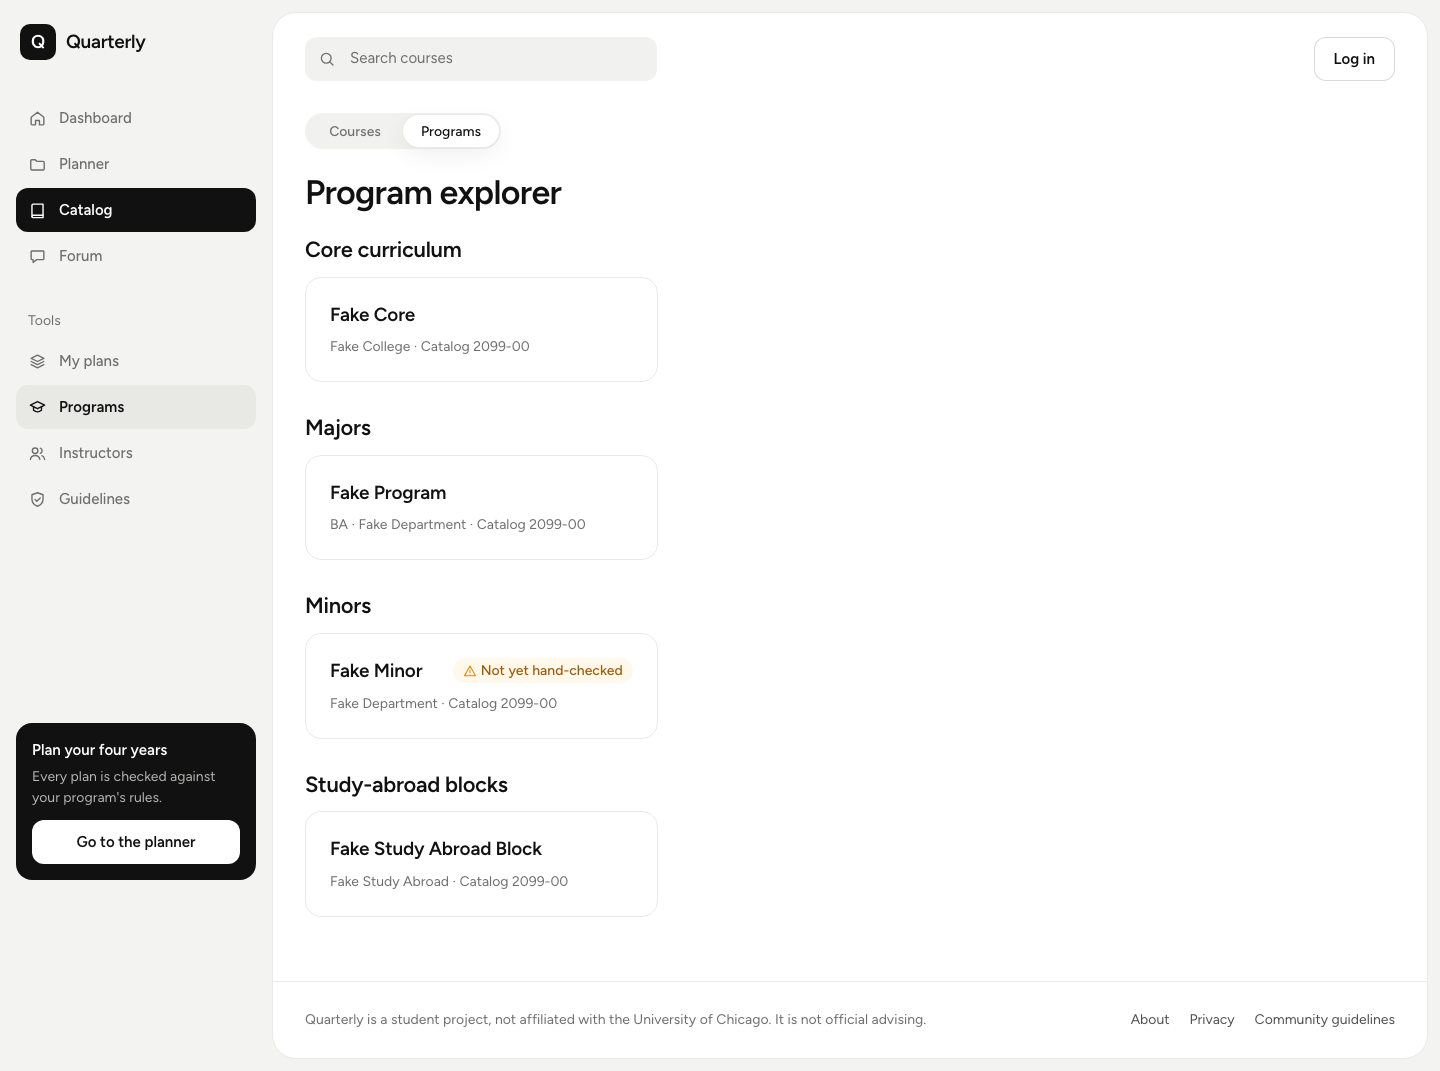 Q Quarterly
Dashboard
Planner
Catalog
Forum
Tools
My plans
Programs
Instructors
Guidelines
Plan your four years
Every plan is checked against
your program's rules.
Go to the planner
Search courses
Log in
Courses Programs
Program explorer
Core curriculum
Fake Core
Fake College · Catalog 2099-00
Majors
Fake Program
BA · Fake Department · Catalog 2099-00
Minors
Fake Minor Not yet hand-checked
Fake Department · Catalog 2099-00
Study-abroad blocks
Fake Study Abroad Block
Fake Study Abroad · Catalog 2099-00
Quarterly is a student project, not affiliated with the University of Chicago. It is not official advising.
About Privacy Community guidelines